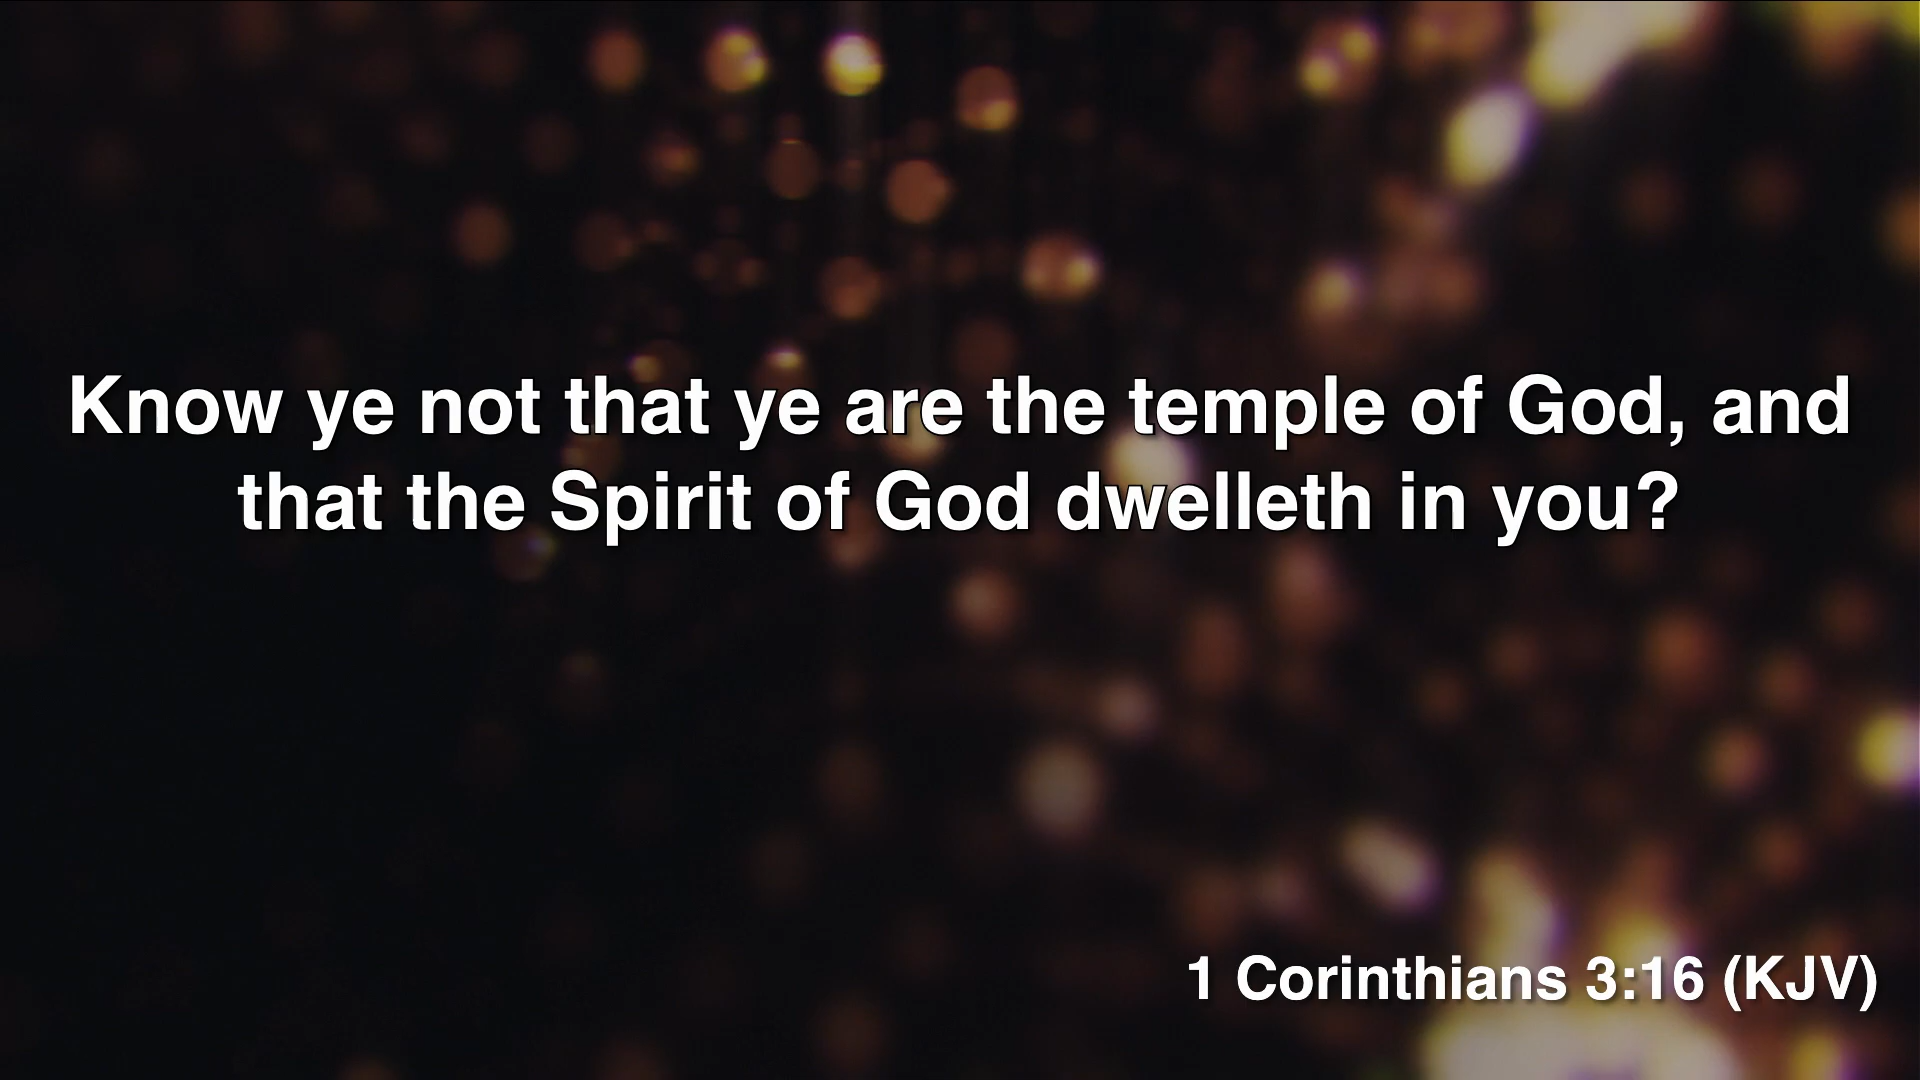 Know ye not that ye are the temple of God, and
that the Spirit of God dwelleth in you?
1 Corinthians 3:16 (KJV)